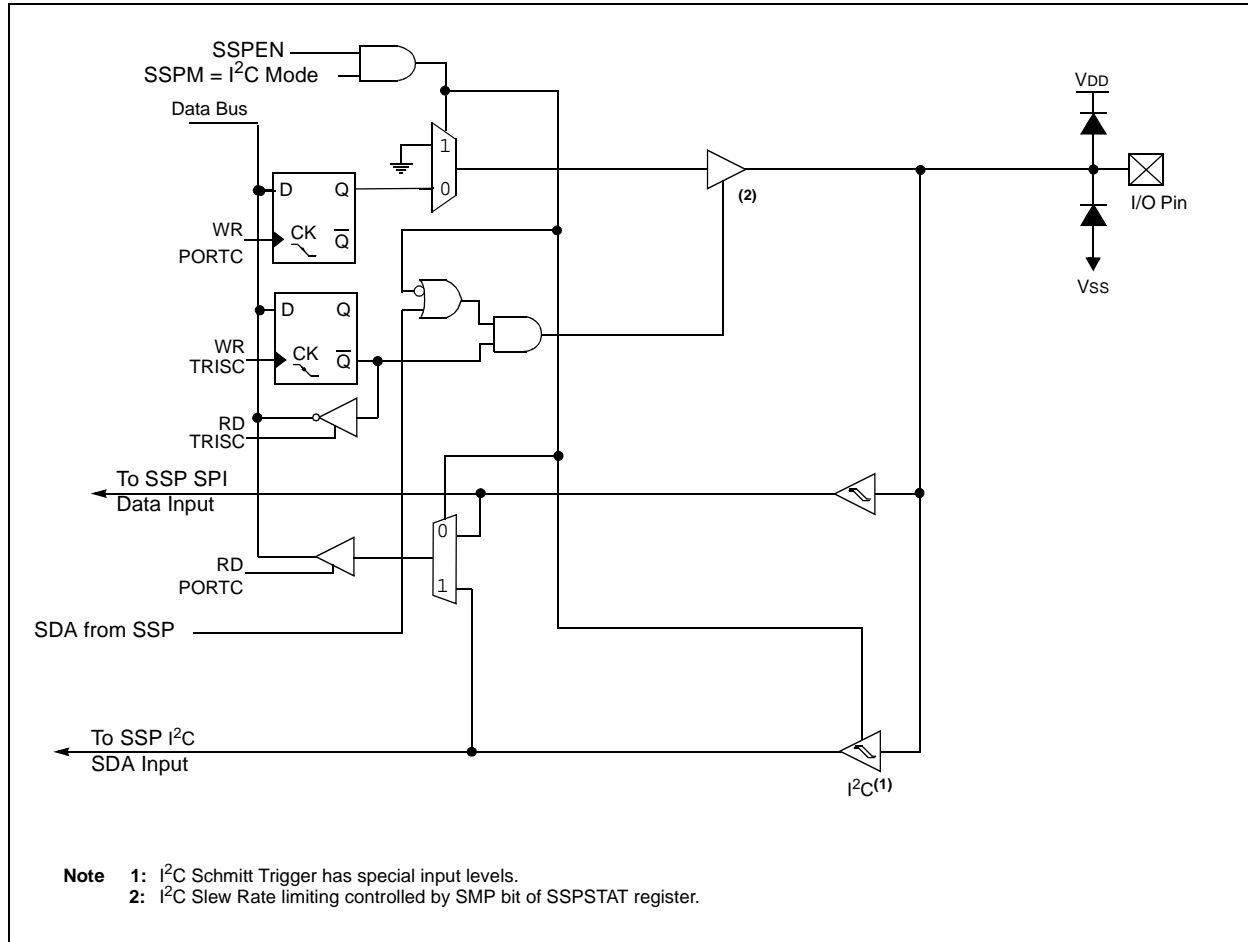 SSPEN
SSPM = I²C Mode
Data Bus
VDD
1
0
D Q
CK Q̅
WR
PORTC
(2)
I/O Pin
VSS
D Q
CK Q̅
WR
TRISC
RD
TRISC
To SSP SPI
Data Input
0
1
RD
PORTC
SDA from SSP
To SSP I²C
SDA Input
I²C(1)
Note 1: I²C Schmitt Trigger has special input levels.
2: I²C Slew Rate limiting controlled by SMP bit of SSPSTAT register.